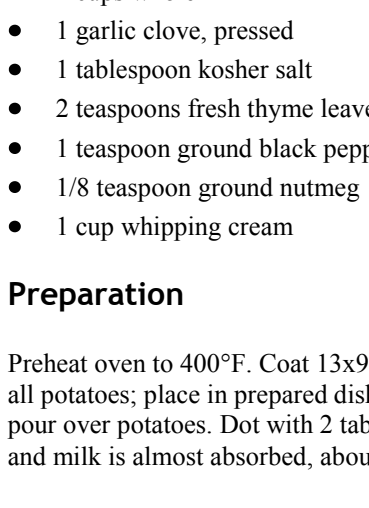 1 garlic clove, pressed
1 tablespoon kosher salt
2 teaspoons fresh thyme leave
1 teaspoon ground black pepp
1/8 teaspoon ground nutmeg
1 cup whipping cream
Preparation
Preheat oven to 400°F. Coat 13x9
all potatoes; place in prepared dish
pour over potatoes. Dot with 2 tab
and milk is almost absorbed, abou